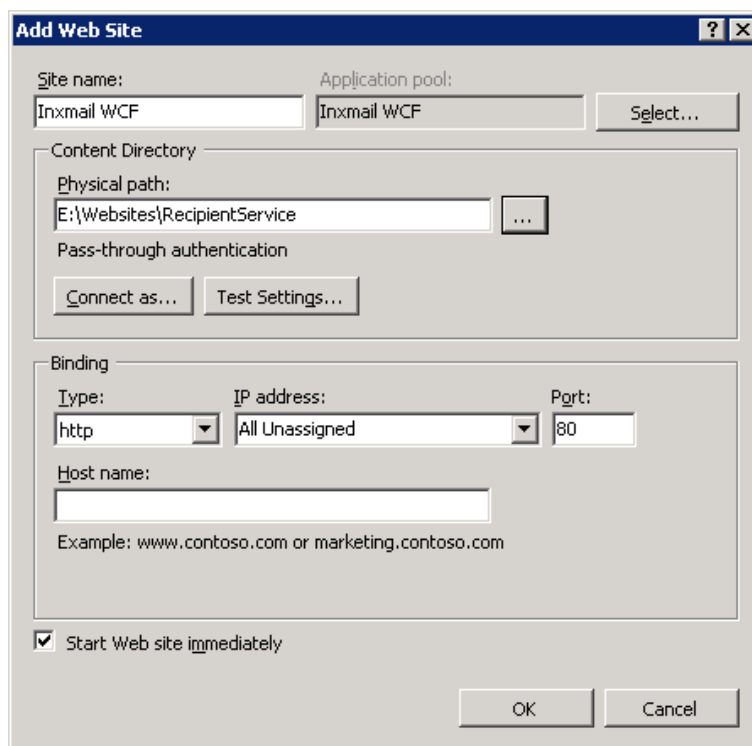 Add Web Site
Site name:
Application pool:
Inxmail WCF
Inxmail WCF
Select...
Content Directory
Physical path:
E:\Websites\RecipientService
...
Pass-through authentication
Connect as...
Test Settings...
Binding
Type:
IP address:
Port:
http
All Unassigned
80
Host name:
Example: www.contoso.com or marketing.contoso.com
Start Web site immediately
OK
Cancel